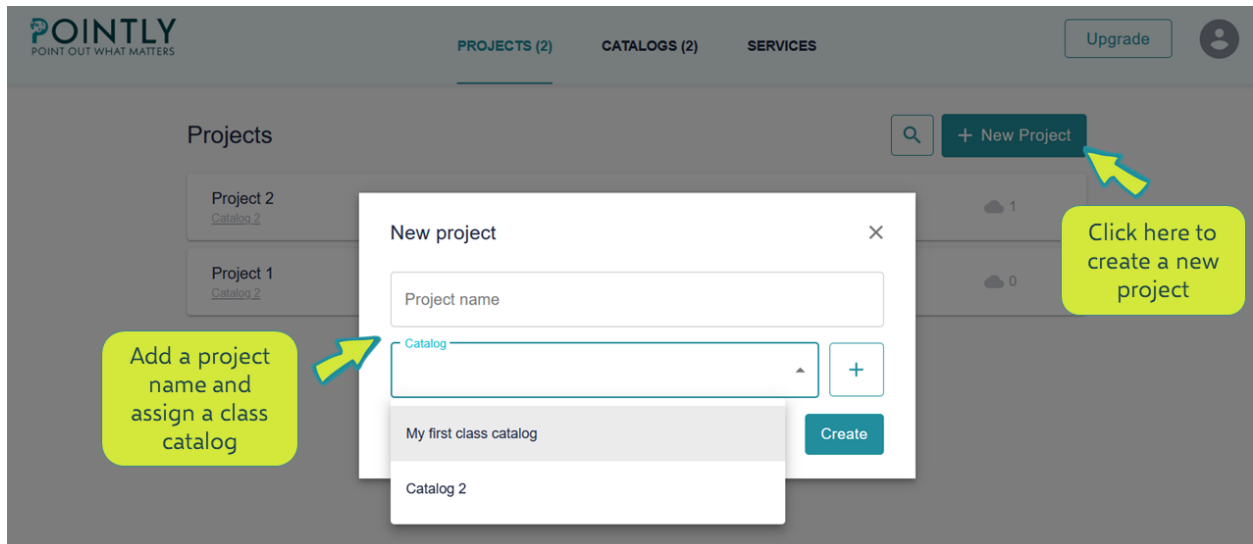 POINTLY
POINT OUT WHAT MATTERS
PROJECTS (2)
CATALOGS (2)
SERVICES
Upgrade
Projects
+ New Project
Project 2
Catalog 2
1
Click here to
create a new
project
Project 1
Catalog 2
0
New project
Project name
Add a project
name and
assign a class
catalog
Catalog
+
My first class catalog
Create
Catalog 2